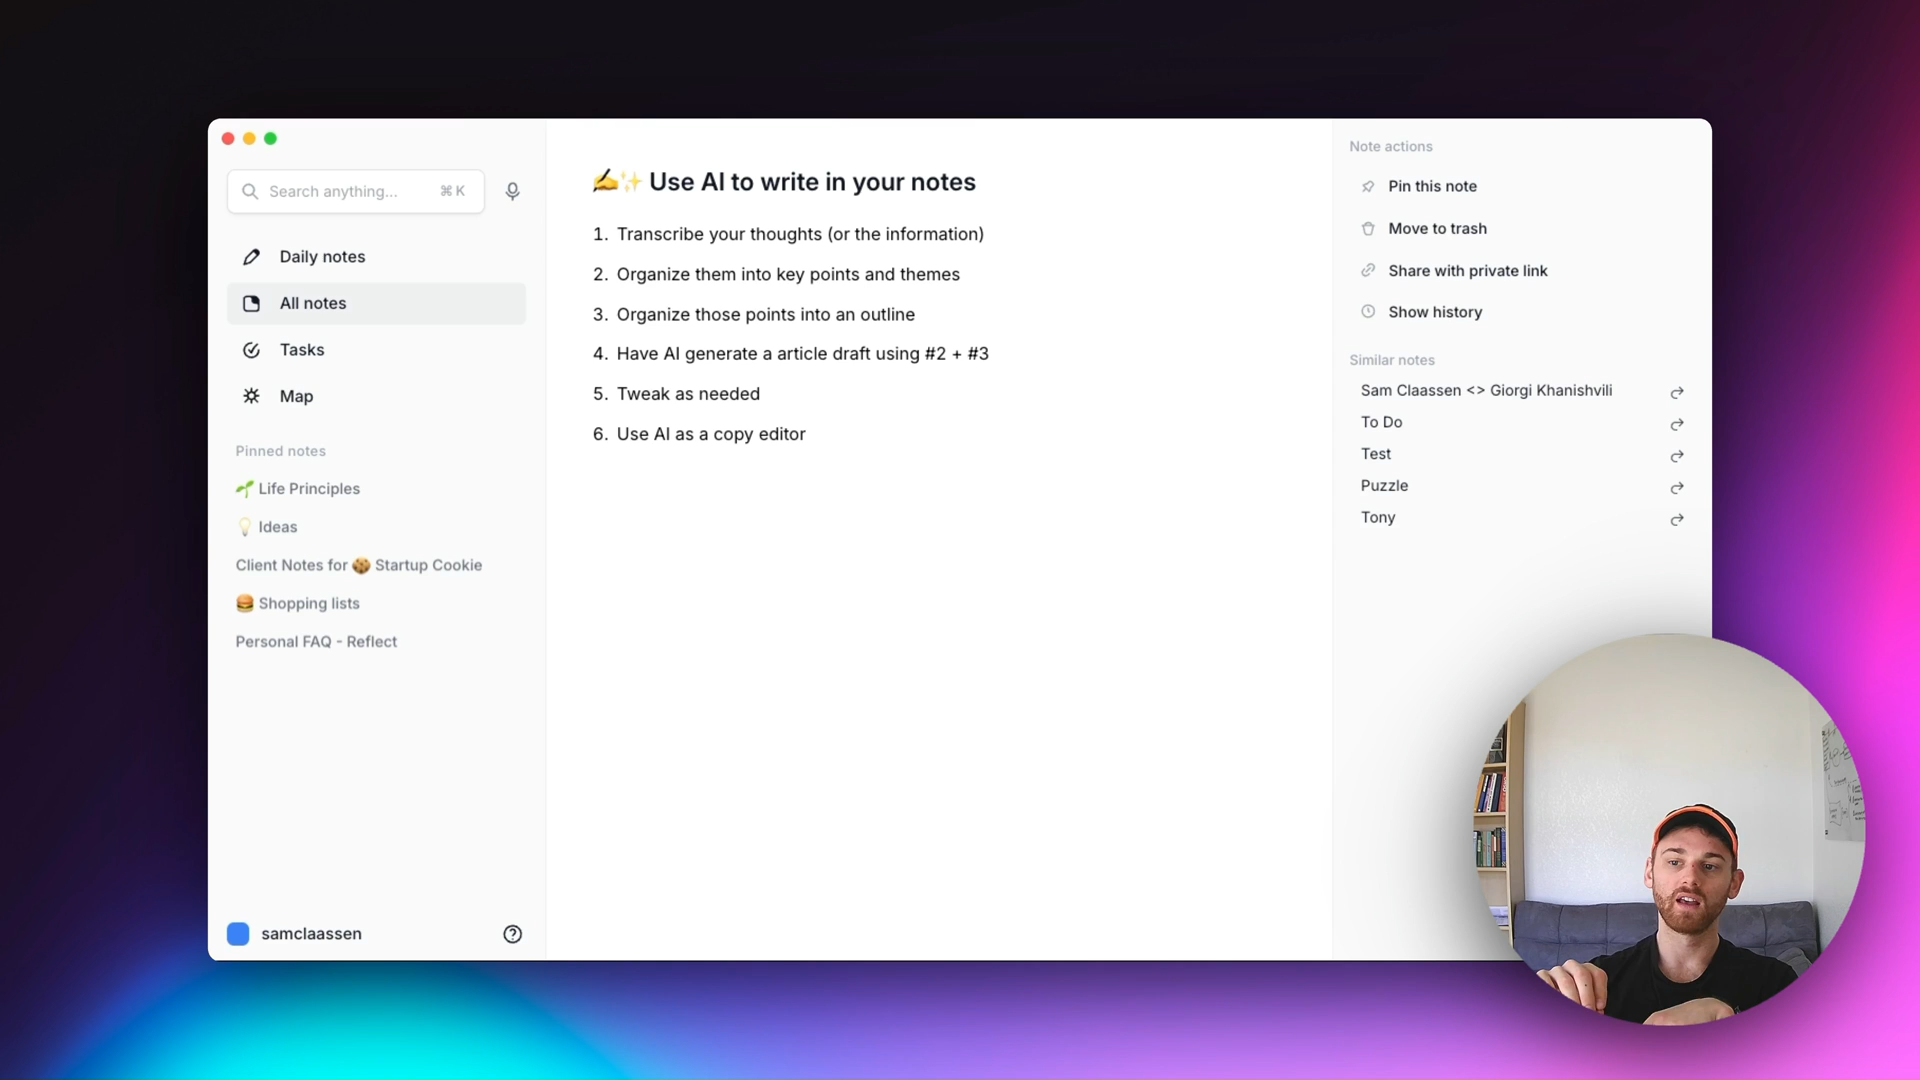 Search anything... ⌘ K
Daily notes
All notes
Tasks
Map
Pinned notes
🌱 Life Principles
💡 Ideas
Client Notes for 🍪 Startup Cookie
🍔 Shopping lists
Personal FAQ - Reflect
samclaassen
✍️✨ Use AI to write in your notes
1. Transcribe your thoughts (or the information)
2. Organize them into key points and themes
3. Organize those points into an outline
4. Have AI generate a article draft using #2 + #3
5. Tweak as needed
6. Use AI as a copy editor
Note actions
Pin this note
Move to trash
Share with private link
Show history
Similar notes
Sam Claassen <> Giorgi Khanishvili
To Do
Test
Puzzle
Tony